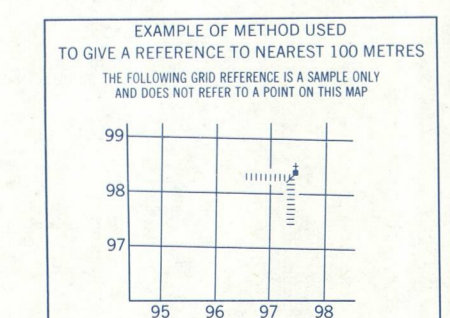 EXAMPLE OF METHOD USED
TO GIVE A REFERENCE TO NEAREST 100 METRES
THE FOLLOWING GRID REFERENCE IS A SAMPLE ONLY
AND DOES NOT REFER TO A POINT ON THIS MAP
99
98
97
95 96 97 98